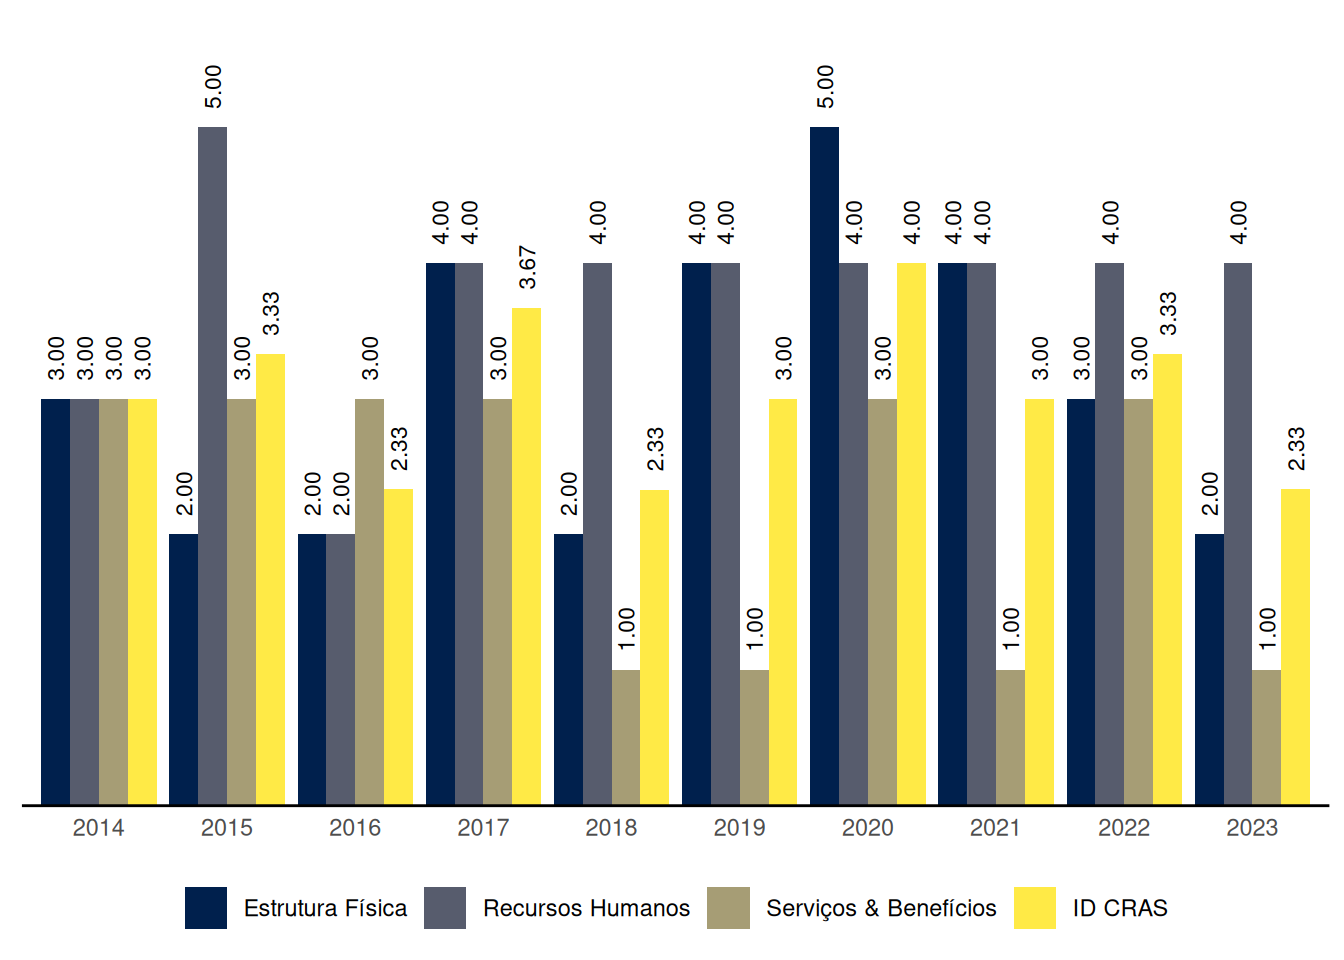 5.00 5.00
4.00 4.00 4.00 4.00 4.00 4.00 4.00 4.00 4.00 4.00 4.00
3.67
3.33 3.33
3.00 3.00 3.00 3.00 3.00 3.00 3.00 3.00 3.00 3.00 3.00 3.00
2.33 2.33 2.33
2.00 2.00 2.00 2.00 2.00
1.00 1.00 1.00 1.00
2014 2015 2016 2017 2018 2019 2020 2021 2022 2023
Estrutura Física Recursos Humanos Serviços & Benefícios ID CRAS